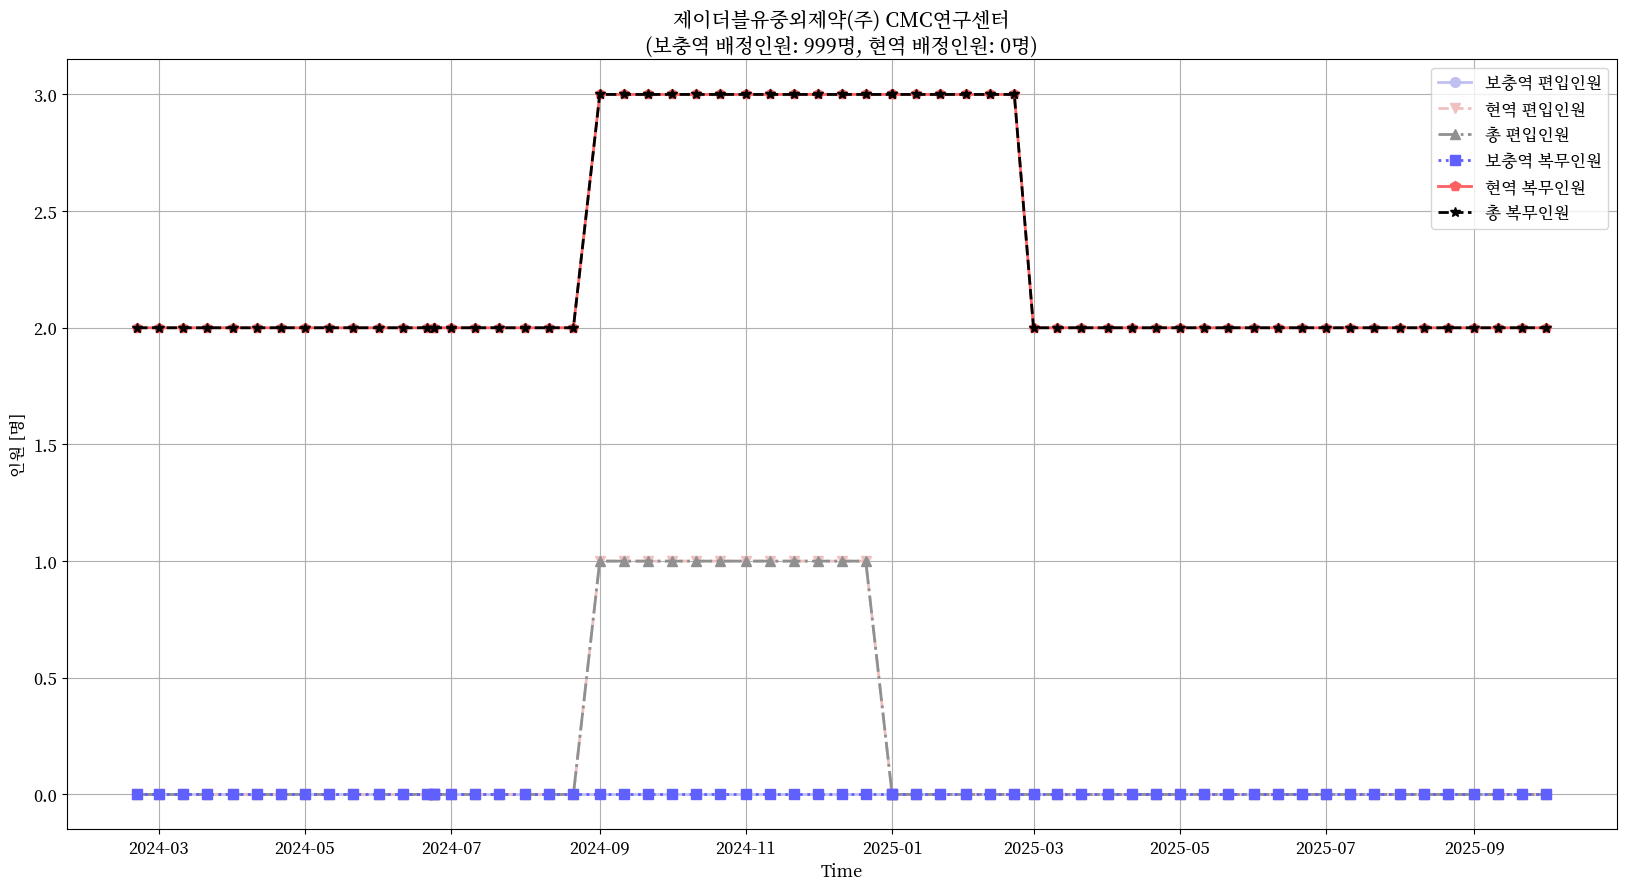 제이더블유중외제약(주) CMC연구센터
(보충역 배정인원: 999명, 현역 배정인원: 0명)
보충역 편입인원
현역 편입인원
총 편입인원
보충역 복무인원
현역 복무인원
총 복무인원
3.0
2.5
2.0
1.5
1.0
0.5
0.0
인원 [명]
2024-03 2024-05 2024-07 2024-09 2024-11 2025-01 2025-03 2025-05 2025-07 2025-09
Time